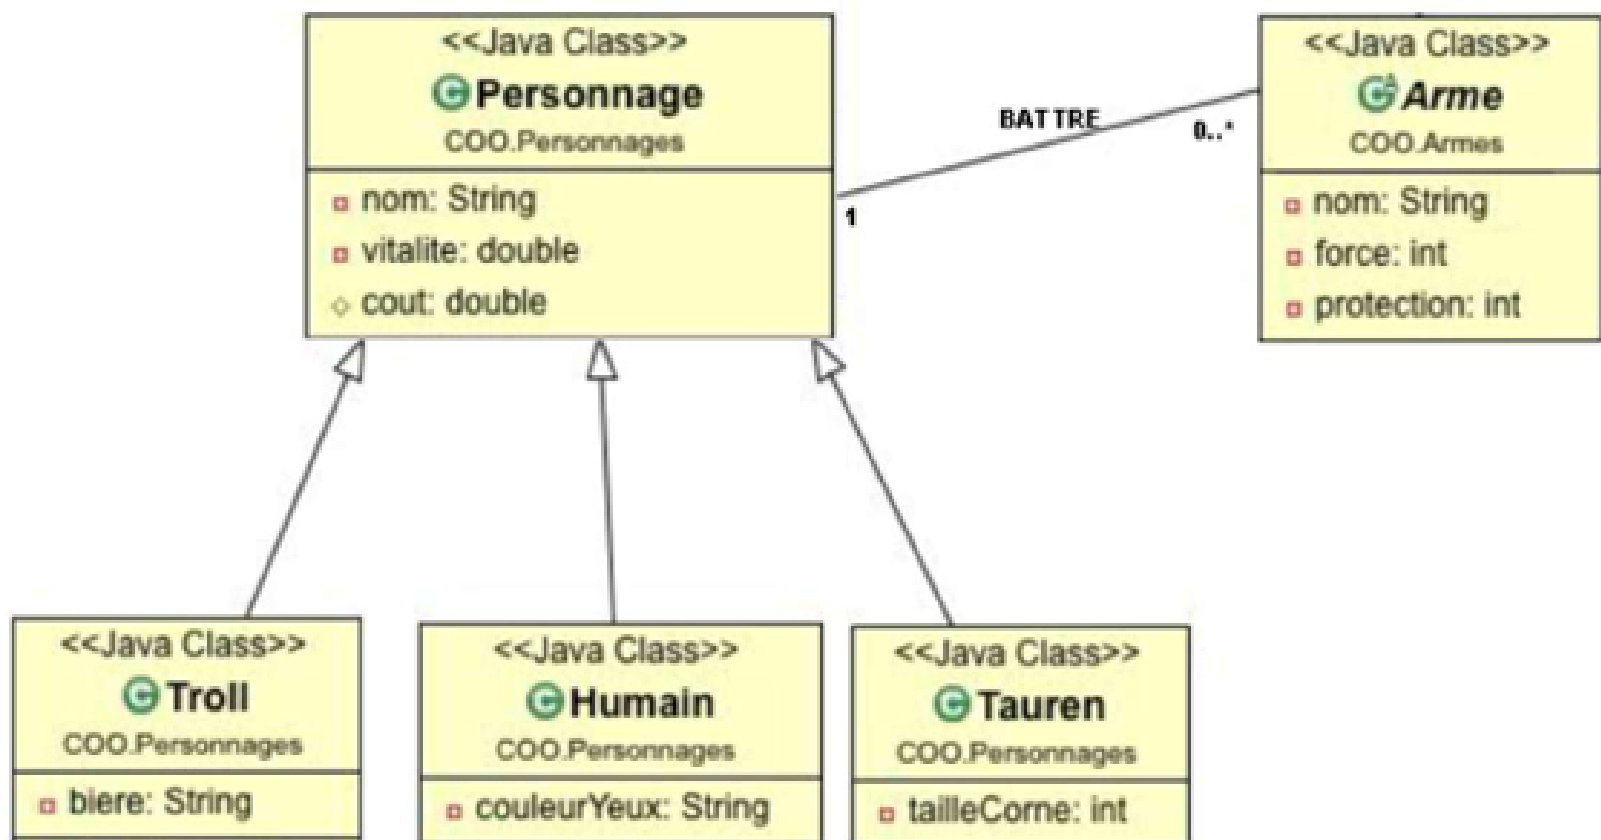 <<Java Class>>
Personnage
COO.Personnages
nom: String
vitalite: double
cout: double
BATTRE
1
0..*
<<Java Class>>
Arme
COO.Armes
nom: String
force: int
protection: int
<<Java Class>>
Troll
COO.Personnages
biere: String
<<Java Class>>
Humain
COO.Personnages
couleurYeux: String
<<Java Class>>
Tauren
COO.Personnages
tailleCorne: int